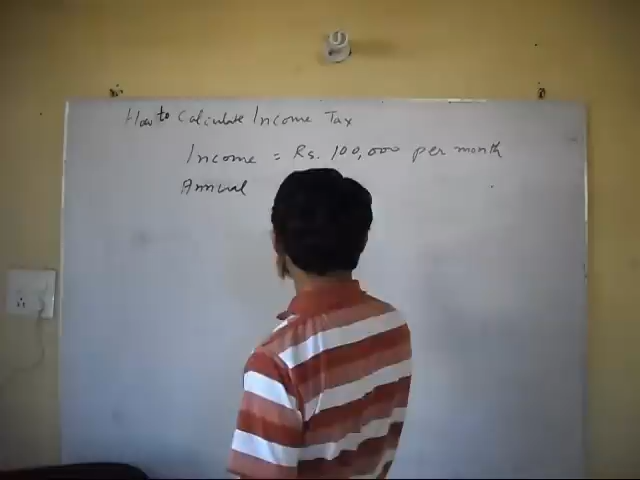 How to Calculate Income Tax
Income = Rs. 100,000 per month
Annual